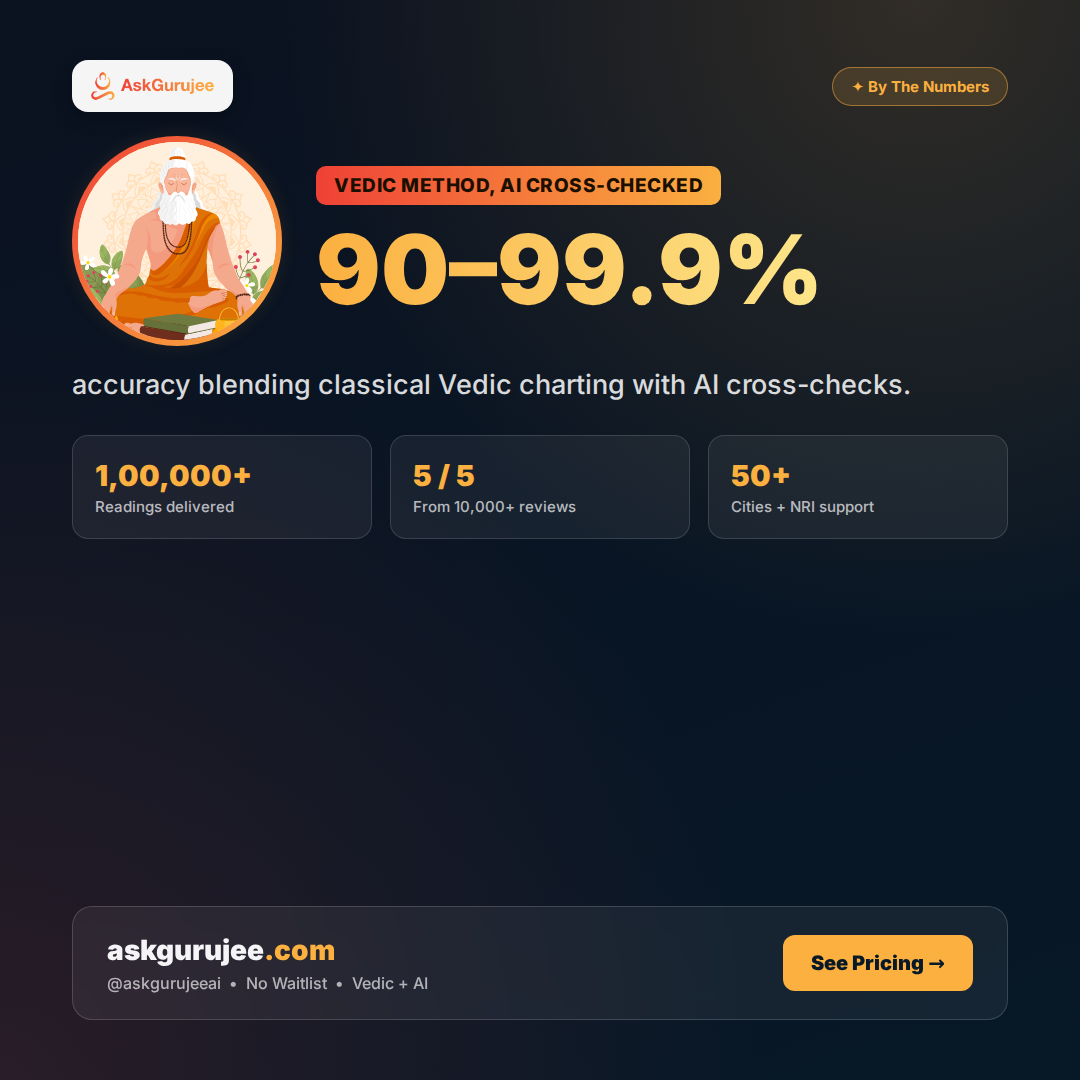 AskGurujee
✦ By The Numbers
VEDIC METHOD, AI CROSS-CHECKED
90–99.9%
accuracy blending classical Vedic charting with AI cross-checks.
1,00,000+
Readings delivered
5 / 5
From 10,000+ reviews
50+
Cities + NRI support
askgurujee.com
@askgurujeeai • No Waitlist • Vedic + AI
See Pricing →